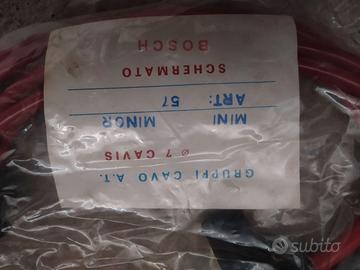 GRUPPI CAVO A.T.
Ø 7 CAVIS
MINI MINOR
ART: 57
SCHERMATO
BOSCH
subito